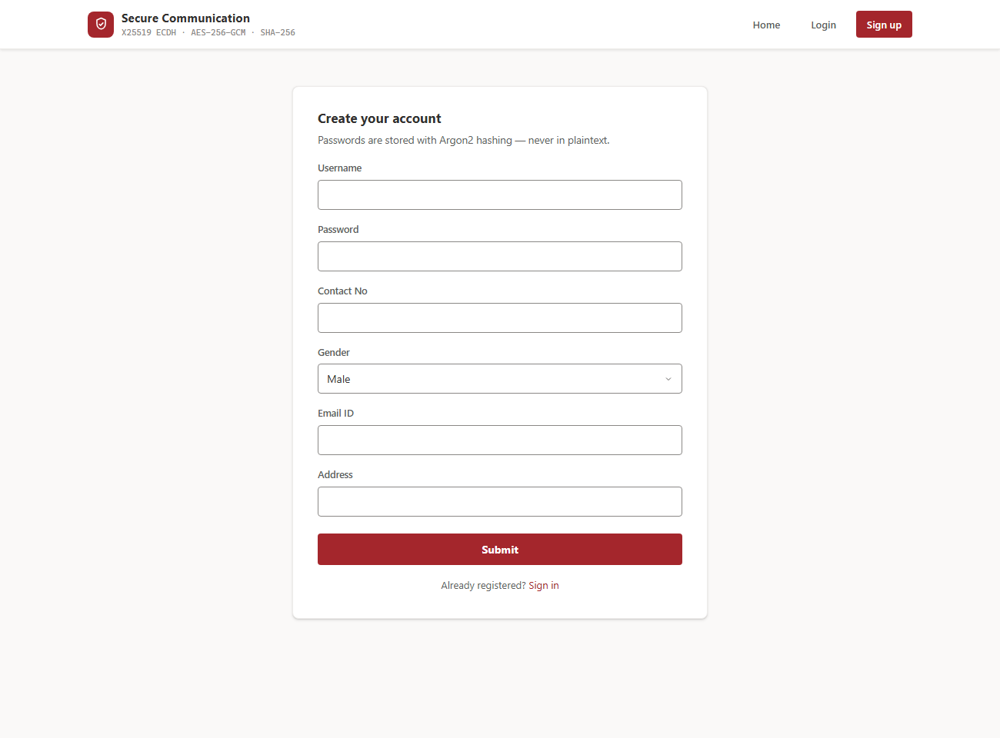 Secure Communication
X25519 ECDH · AES-256-GCM · SHA-256
Home
Login
Sign up
Create your account
Passwords are stored with Argon2 hashing — never in plaintext.
Username
Password
Contact No
Gender
Male
Email ID
Address
Submit
Already registered? Sign in